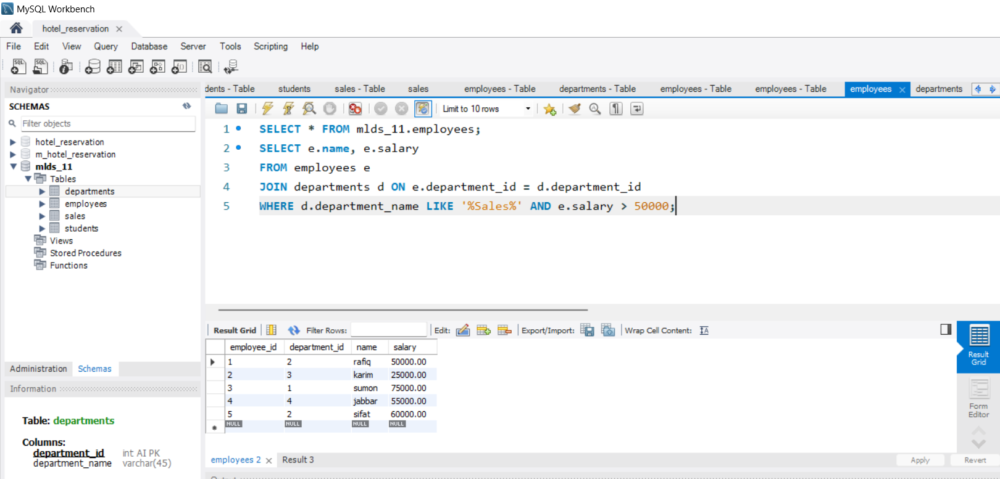 MySQL Workbench
hotel_reservation
File Edit View Query Database Server Tools Scripting Help
Navigator
SCHEMAS
Filter objects
hotel_reservation
m_hotel_reservation
mlds_11
Tables
departments
employees
sales
students
Views
Stored Procedures
Functions
Administration Schemas
Information
Table: departments
Columns:
department_id int AI PK
department_name varchar(45)
dents - Table students sales - Table sales employees - Table departments - Table employees - Table employees - Table employees departments
Limit to 10 rows
1 SELECT * FROM mlds_11.employees;
2 SELECT e.name, e.salary
3 FROM employees e
4 JOIN departments d ON e.department_id = d.department_id
5 WHERE d.department_name LIKE '%Sales%' AND e.salary > 50000;
Result Grid Filter Rows: Edit: Export/Import: Wrap Cell Content:
employee_id department_id name salary
1 2 rafiq 50000.00
2 3 karim 25000.00
3 1 sumon 75000.00
4 4 jabbar 55000.00
5 2 sifat 60000.00
NULL NULL NULL NULL
Result Grid
Form Editor
employees 2 Result 3
Apply Revert